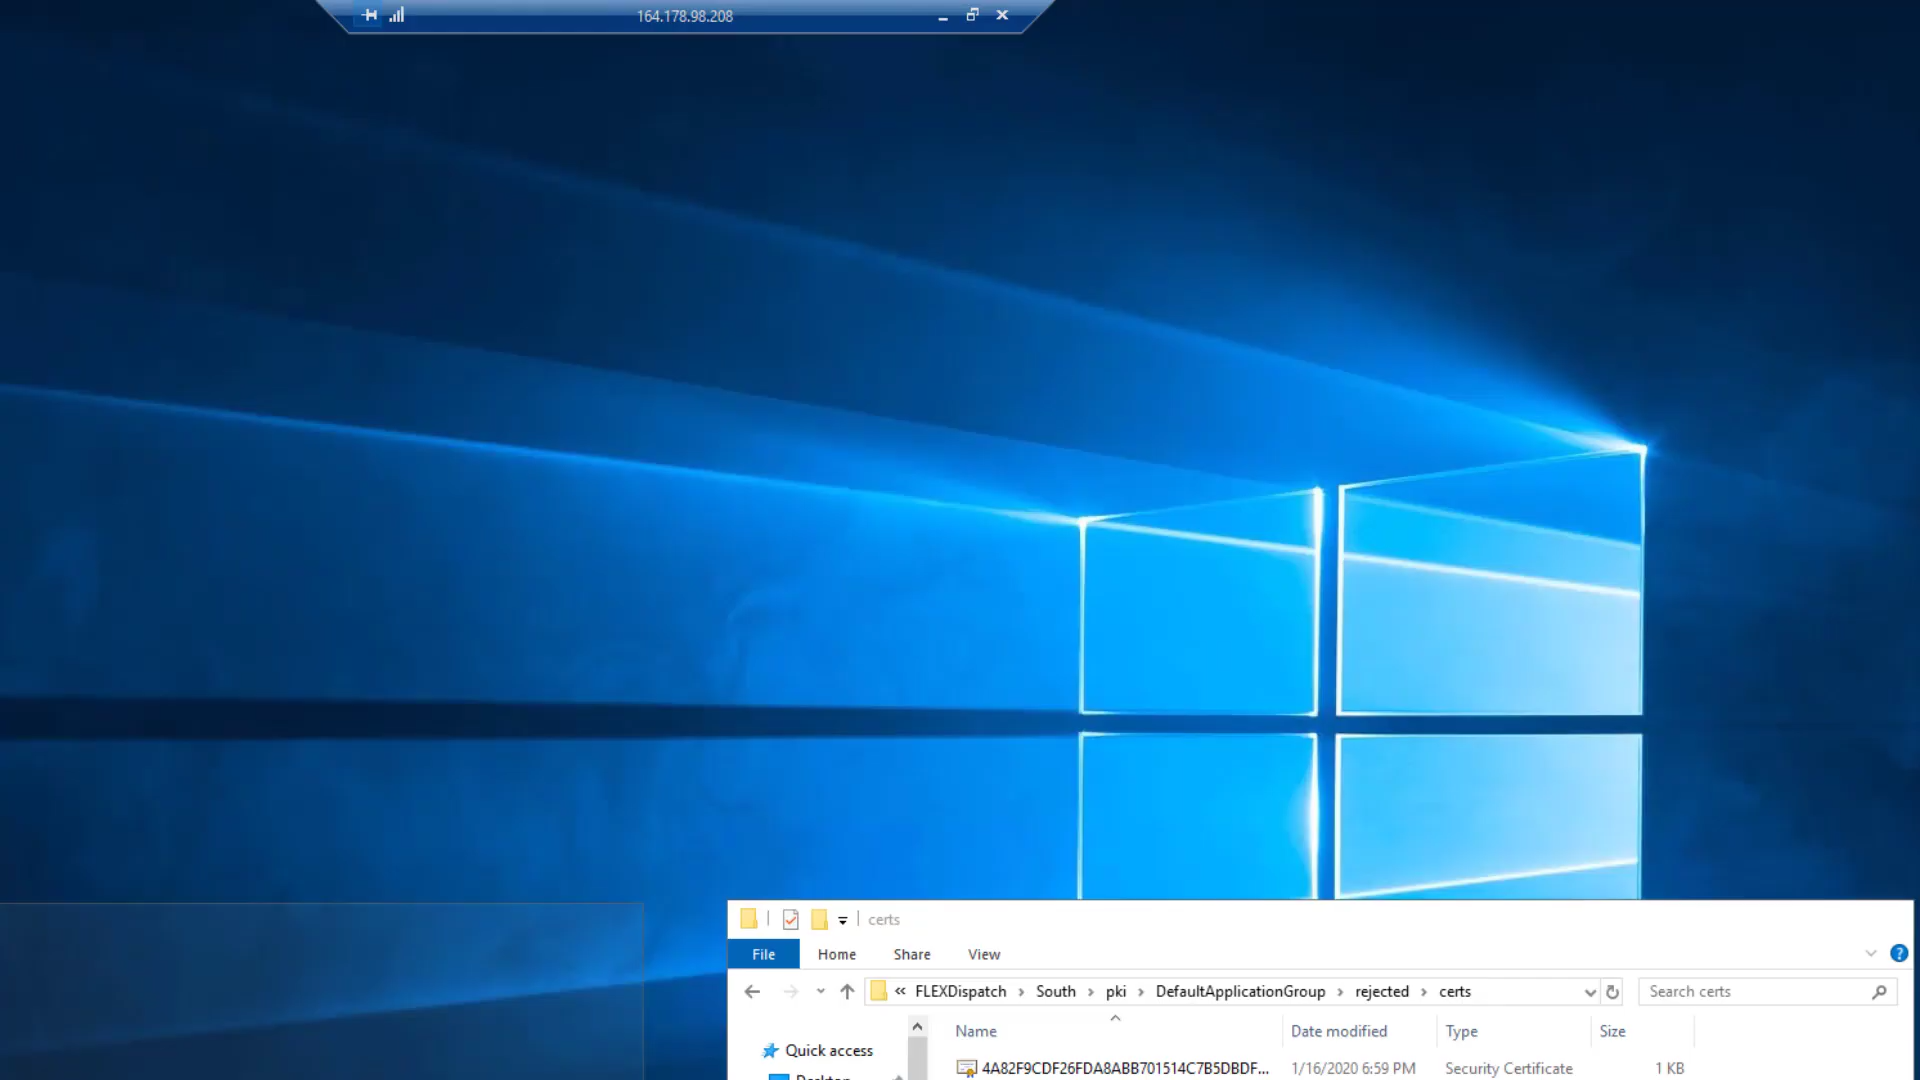 164.178.98.208
certs
File Home Share View
« FLEXDispatch > South > pki > DefaultApplicationGroup > rejected > certs
Search certs
Name Date modified Type Size
Quick access
4A82F9CDF26FDA8ABB701514C7B5DBDF... 1/16/2020 6:59 PM Security Certificate 1 KB
Desktop